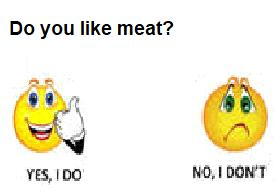 Do you like meat?
YES, I DO
NO, I DON'T